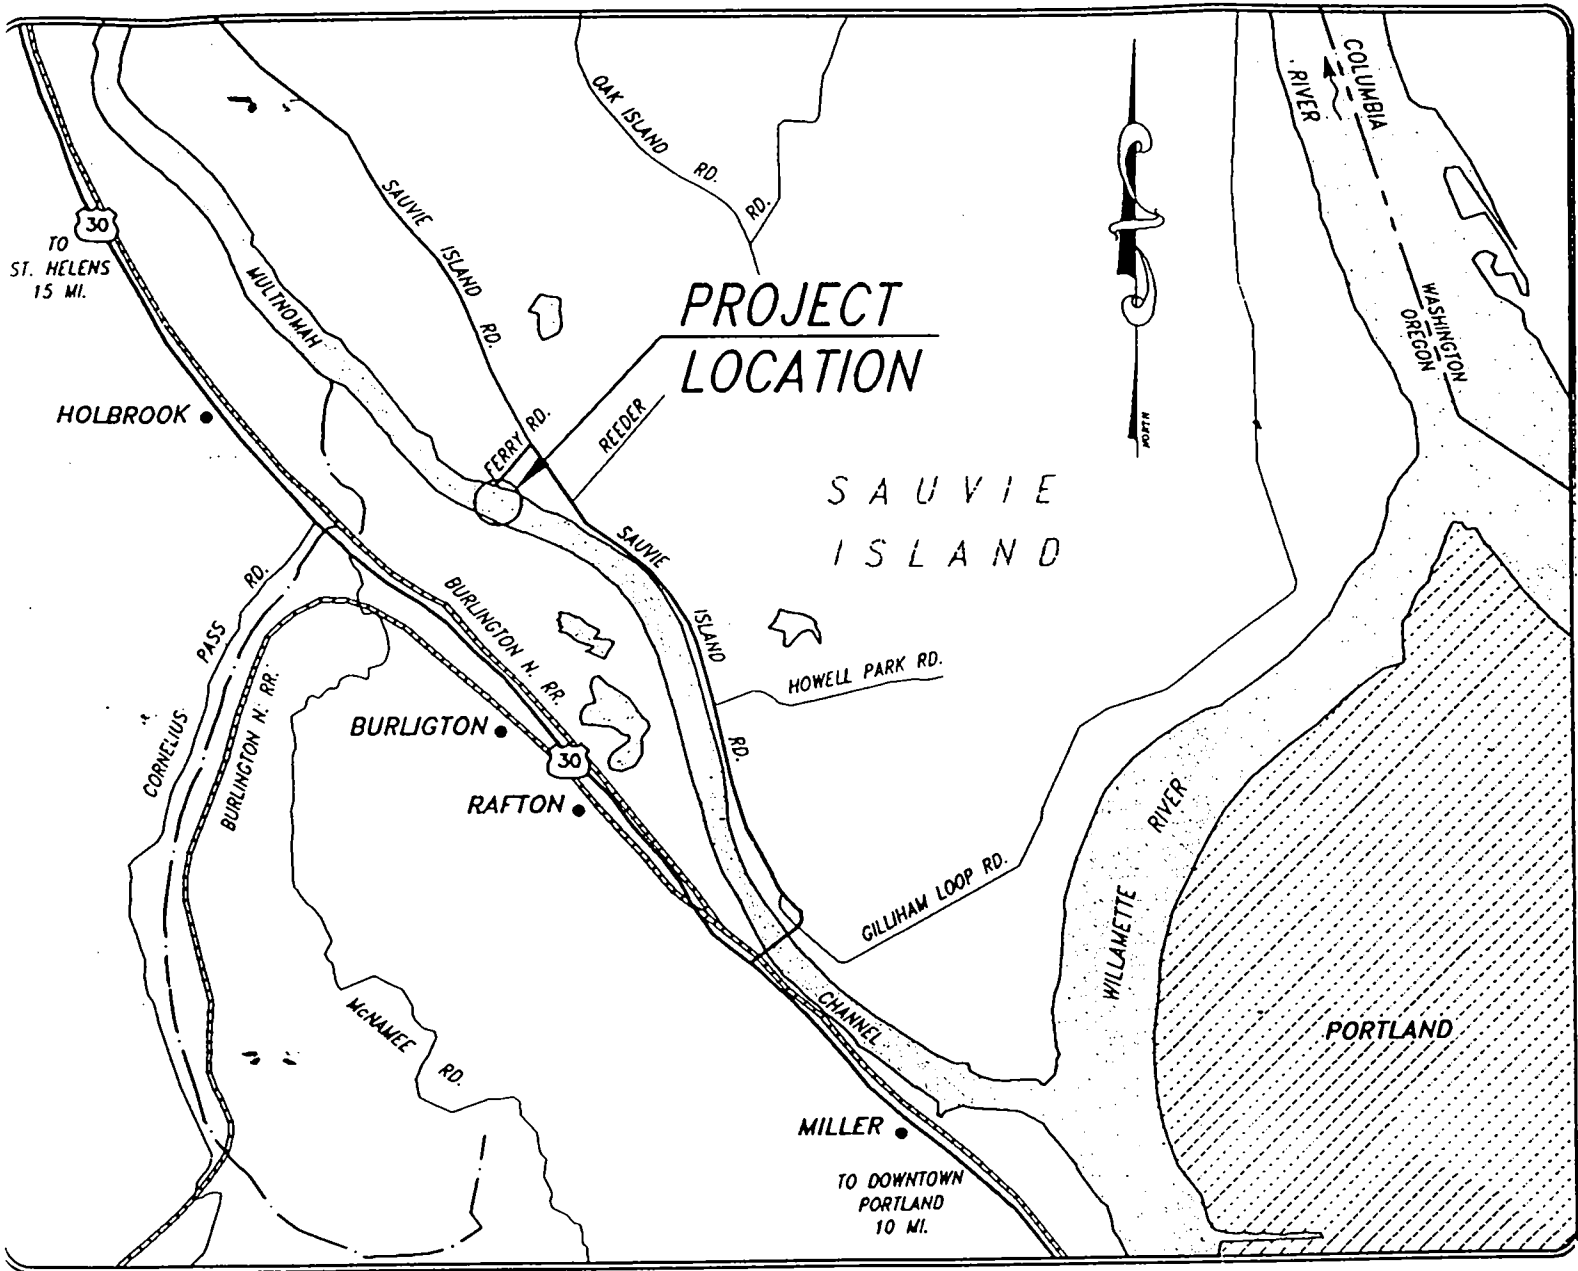 COLUMBIA
RIVER
OAK ISLAND RD.
RD.
SAUVIE ISLAND RD.
30
TO
ST. HELENS
15 MI.
MULTNOMAH
PROJECT
LOCATION
WASHINGTON
OREGON
HOLBROOK
FERRY RD.
REEDER
NORTH
SAUVIE
ISLAND
SAUVIE ISLAND RD.
CORNELIUS PASS RD.
BURLINGTON N. RR.
BURLINGTON N. RR.
HOWELL PARK RD.
BURLIGTON
30
RAFTON
WILLAMETTE RIVER
GILLIHAM LOOP RD.
McNAMEE RD.
CHANNEL
PORTLAND
MILLER
TO DOWNTOWN
PORTLAND
10 MI.